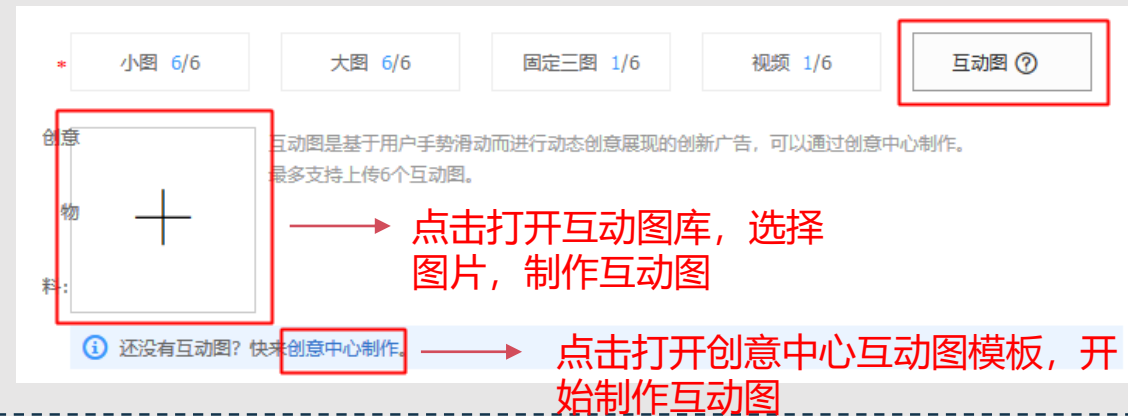 * 小图 6/6 大图 6/6 固定三图 1/6 视频 1/6 互动图 ?
创意
互动图是基于用户手势滑动而进行动态创意展现的创新广告，可以通过创意中心制作。
最多支持上传6个互动图。
物
点击打开互动图库，选择
图片，制作互动图
料：
还没有互动图？快来创意中心制作。
点击打开创意中心互动图模板，开
始制作互动图